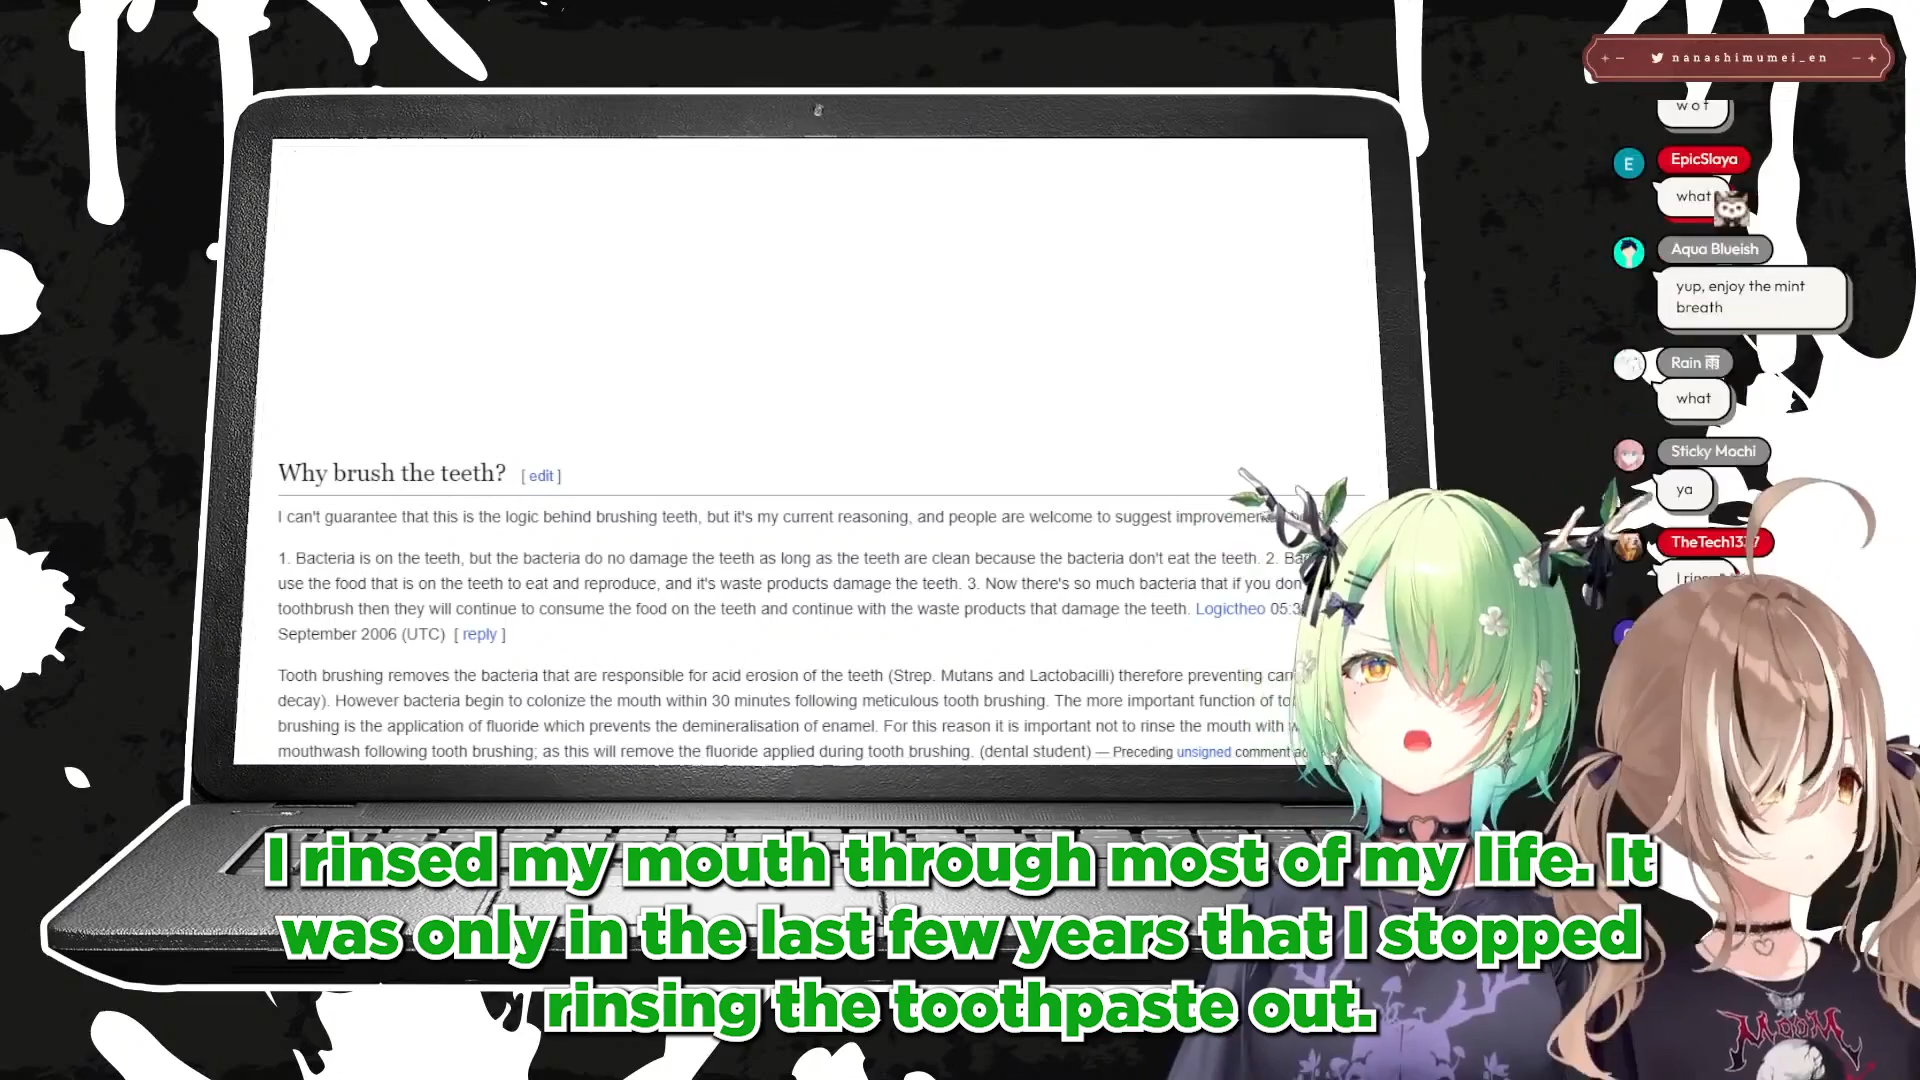 nanashimumei_en
wot
EpicSlaya
what
Aqua Blueish
yup, enjoy the mint
breath
Rain 雨
what
Sticky Mochi
ya
TheTech1337
Why brush the teeth? [ edit ]
I can't guarantee that this is the logic behind brushing teeth, but it's my current reasoning, and people are welcome to suggest
1. Bacteria is on the teeth, but the bacteria do no damage the teeth as long as the teeth are clean because the bacteria don't eat the teeth. 2.
use the food that is on the teeth to eat and reproduce, and it's waste products damage the teeth. 3. Now there's so much bacteria that if you
toothbrush then they will continue to consume the food on the teeth and continue with the waste products that damage the teeth. Logictheo
September 2006 (UTC) [ reply ]
Tooth brushing removes the bacteria that are responsible for acid erosion of the teeth (Strep. Mutans and Lactobacilli) therefore preventing
decay). However bacteria begin to colonize the mouth within 30 minutes following meticulous tooth brushing. The more important function of
brushing is the application of fluoride which prevents the demineralisation of enamel. For this reason it is important not to rinse the mouth with
mouthwash following tooth brushing; as this will remove the fluoride applied during tooth brushing. (dental student) — Preceding unsigned comment
I rinsed my mouth through most of my life. It
was only in the last few years that I stopped
rinsing the toothpaste out.